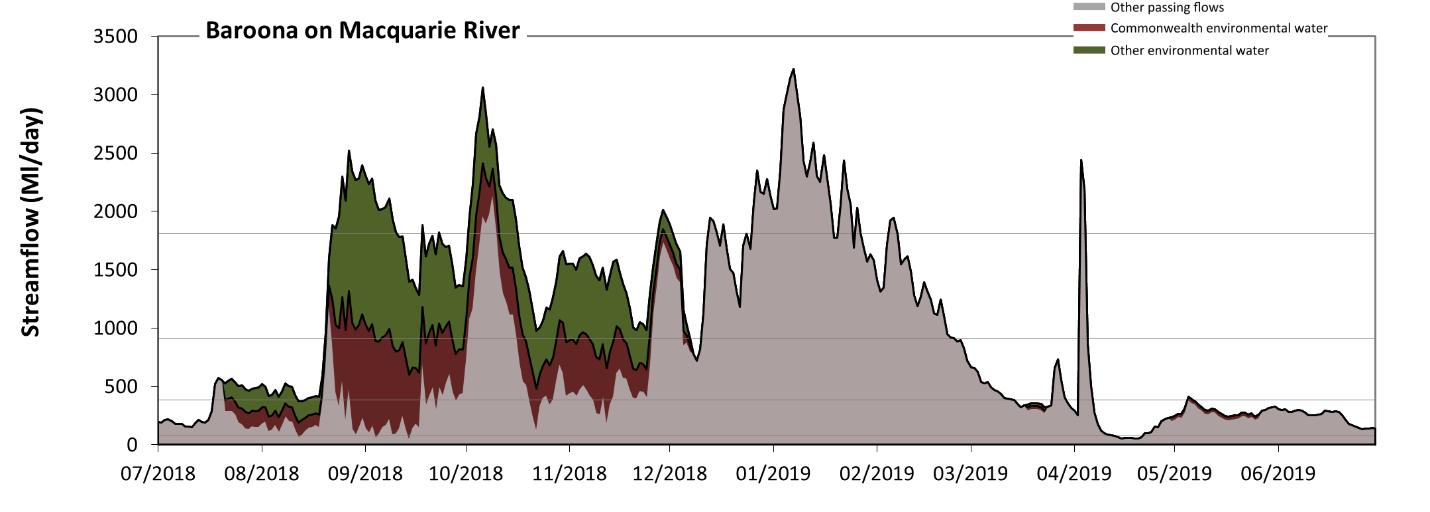 Other passing flows
Commonwealth environmental water
Other environmental water
Baroona on Macquarie River
Streamflow (Ml/day)
3500
3000
2500
2000
1500
1000
500
0
07/2018 08/2018 09/2018 10/2018 11/2018 12/2018 01/2019 02/2019 03/2019 04/2019 05/2019 06/2019